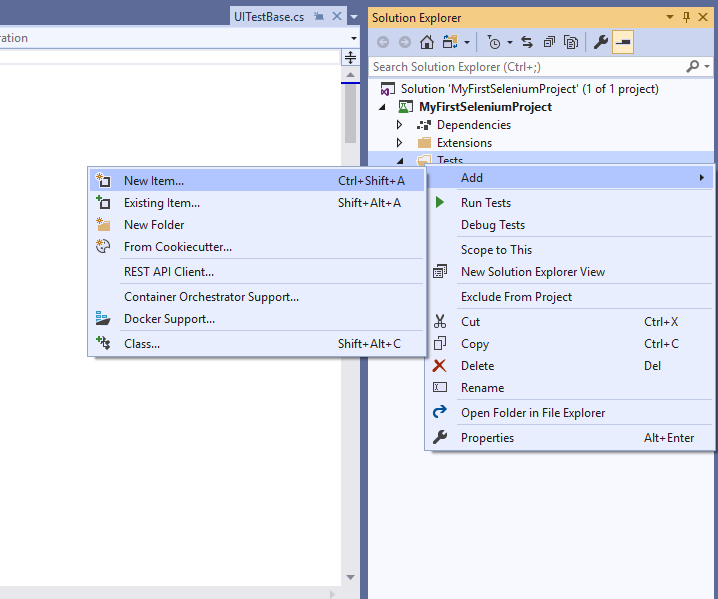 UITestBase.cs
Solution Explorer
ration
Search Solution Explorer (Ctrl+;)
Solution 'MyFirstSeleniumProject' (1 of 1 project)
MyFirstSeleniumProject
Dependencies
Extensions
Tests
New Item... Ctrl+Shift+A
Existing Item... Shift+Alt+A
New Folder
From Cookiecutter...
REST API Client...
Container Orchestrator Support...
Docker Support...
Class... Shift+Alt+C
Add
Run Tests
Debug Tests
Scope to This
New Solution Explorer View
Exclude From Project
Cut Ctrl+X
Copy Ctrl+C
Delete Del
Rename
Open Folder in File Explorer
Properties Alt+Enter